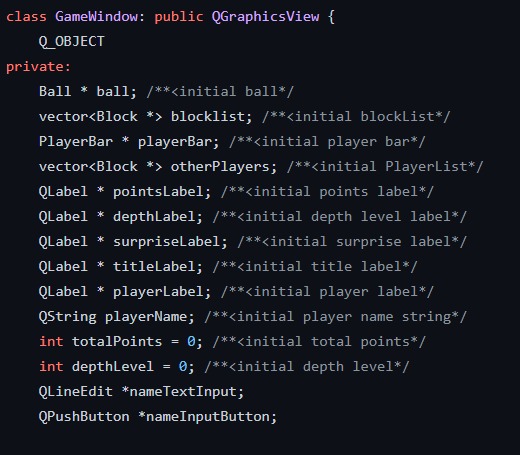 class GameWindow: public QGraphicsView {
    Q_OBJECT
private:
    Ball * ball; /**<initial ball*/
    vector<Block *> blocklist; /**<initial blockList*/
    PlayerBar * playerBar; /**<initial player bar*/
    vector<Block *> otherPlayers; /**<initial PlayerList*/
    QLabel * pointsLabel; /**<initial points label*/
    QLabel * depthLabel; /**<initial depth level label*/
    QLabel * surpriseLabel; /**<initial surprise label*/
    QLabel * titleLabel; /**<initial title label*/
    QLabel * playerLabel; /**<initial player label*/
    QString playerName; /**<initial player name string*/
    int totalPoints = 0; /**<initial total points*/
    int depthLevel = 0; /**<initial depth level*/
    QLineEdit *nameTextInput;
    QPushButton *nameInputButton;